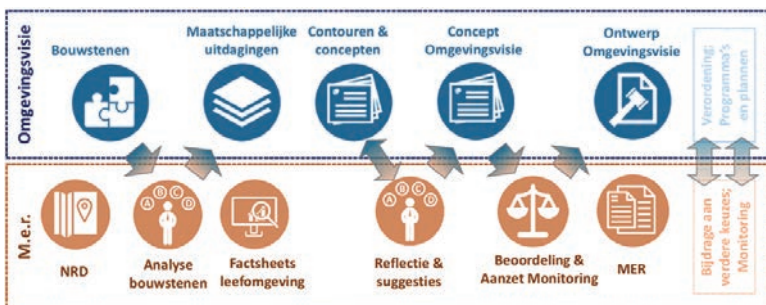 Omgevingsvisie
Bouwstenen
Maatschappelijke
uitdagingen
Contouren &
concepten
Concept
Omgevingsvisie
Ontwerp
Omgevingsvisie
Verordening;
Programma's
en plannen
M.e.r.
NRD
A B C D
Analyse
bouwstenen
Factsheets
leefomgeving
A B C D
Reflectie &
suggesties
Beoordeling &
Aanzet Monitoring
MER
Bijdrage aan
verdere keuzes;
Monitoring